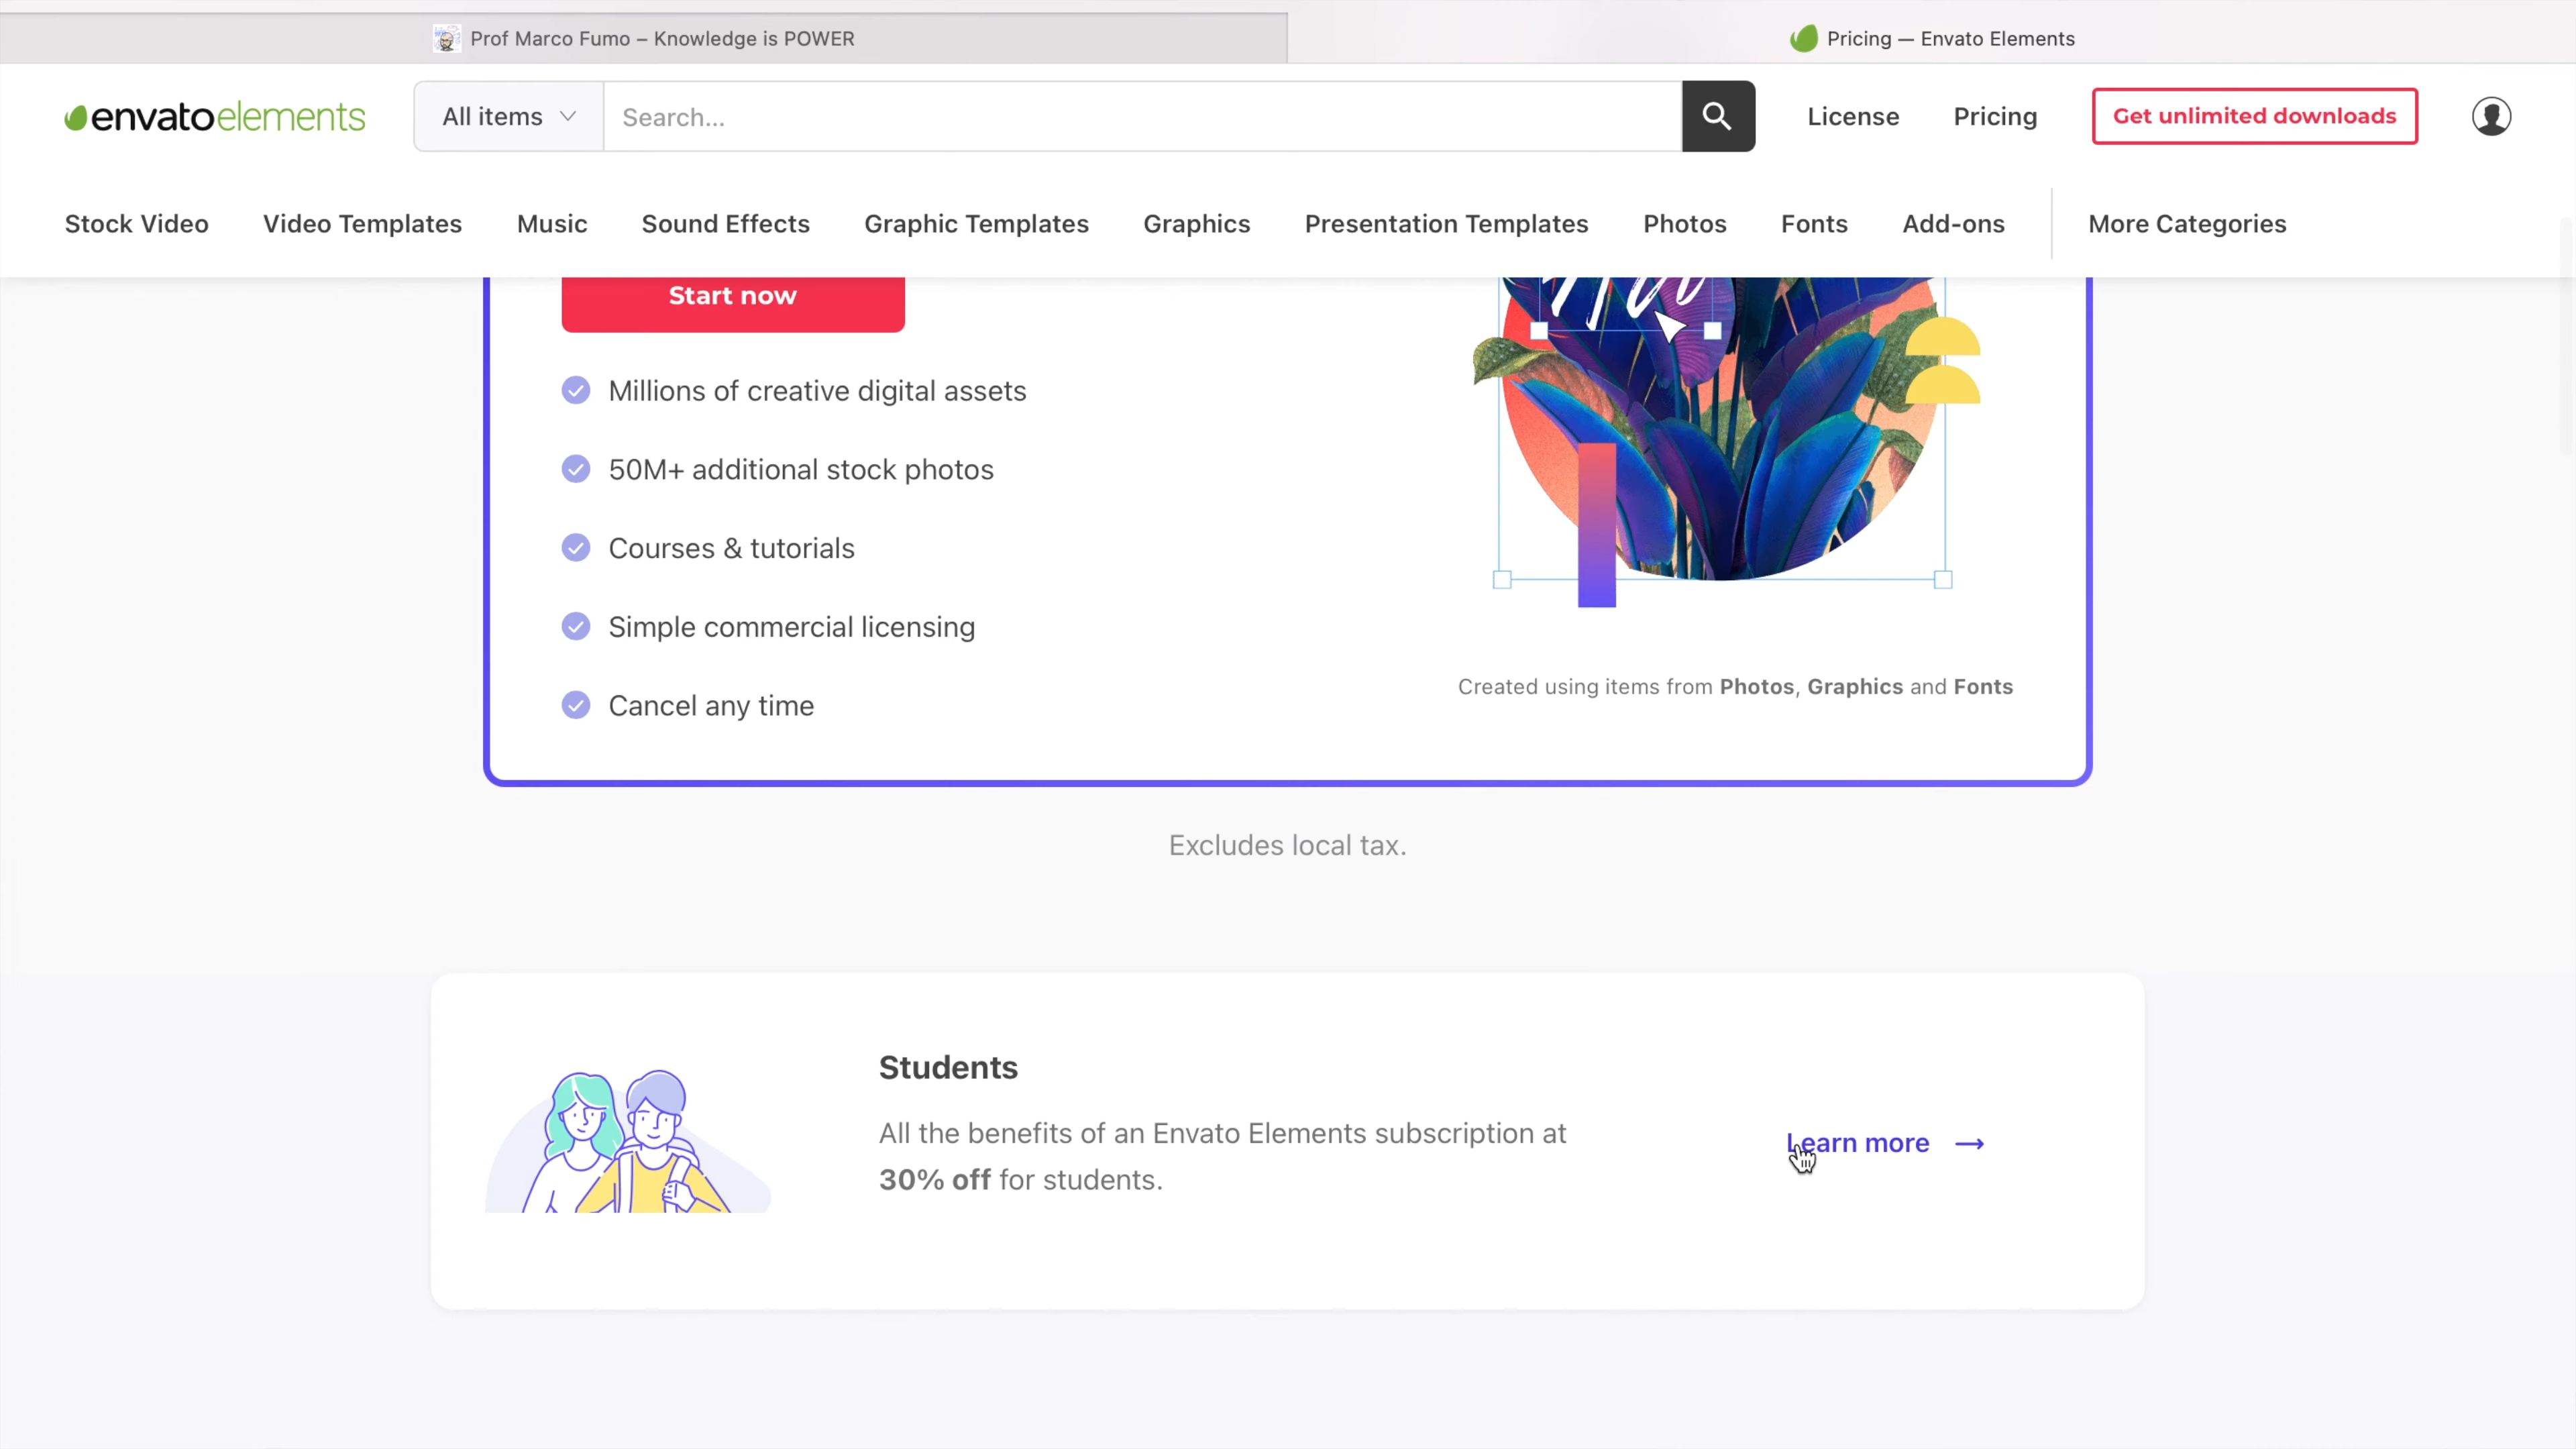 Prof Marco Fumo – Knowledge is POWER
Pricing — Envato Elements
envatoelements
All items
Search...
License
Pricing
Get unlimited downloads
Stock Video
Video Templates
Music
Sound Effects
Graphic Templates
Graphics
Presentation Templates
Photos
Fonts
Add-ons
More Categories
Start now
Millions of creative digital assets
50M+ additional stock photos
Courses & tutorials
Simple commercial licensing
Cancel any time
Created using items from Photos, Graphics and Fonts
Excludes local tax.
Students
All the benefits of an Envato Elements subscription at
30% off for students.
Learn more →